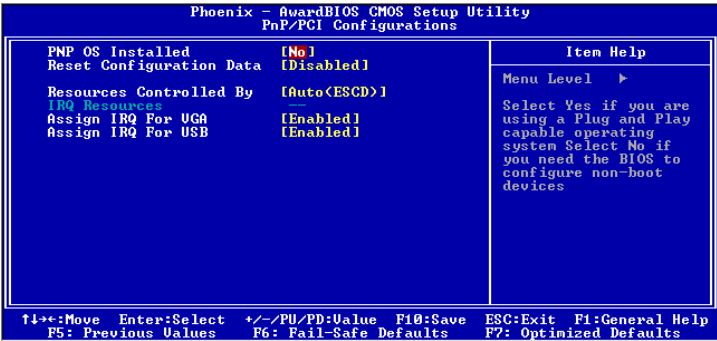 Phoenix - AwardBIOS CMOS Setup Utility
PnP/PCI Configurations
PNP OS Installed [No]
Reset Configuration Data [Disabled]
Resources Controlled By [Auto(ESCD)]
IRQ Resources --
Assign IRQ For VGA [Enabled]
Assign IRQ For USB [Enabled]
Item Help
Menu Level ▶
Select Yes if you are
using a Plug and Play
capable operating
system Select No if
you need the BIOS to
configure non-boot
devices
↑↓→←:Move Enter:Select +/-/PU/PD:Value F10:Save ESC:Exit F1:General Help
F5: Previous Values F6: Fail-Safe Defaults F7: Optimized Defaults